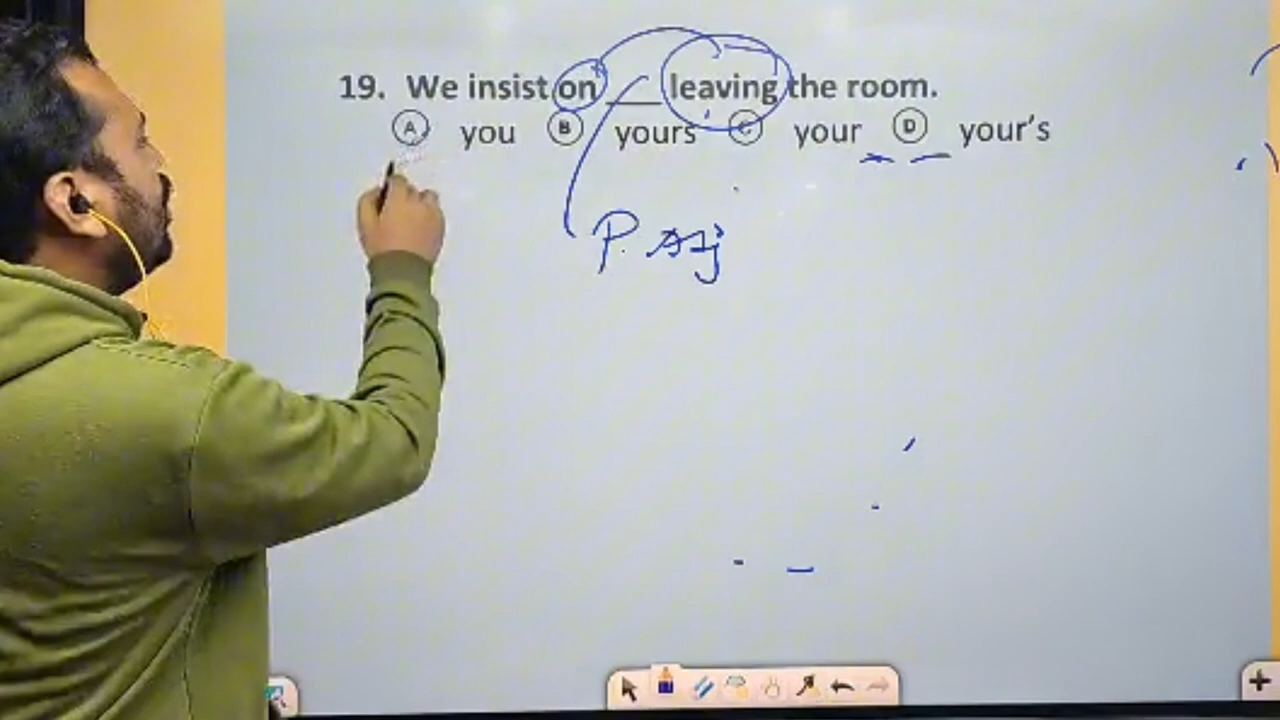 19. We insist on ___ leaving the room.
A you B yours C your D your's
P. Adj